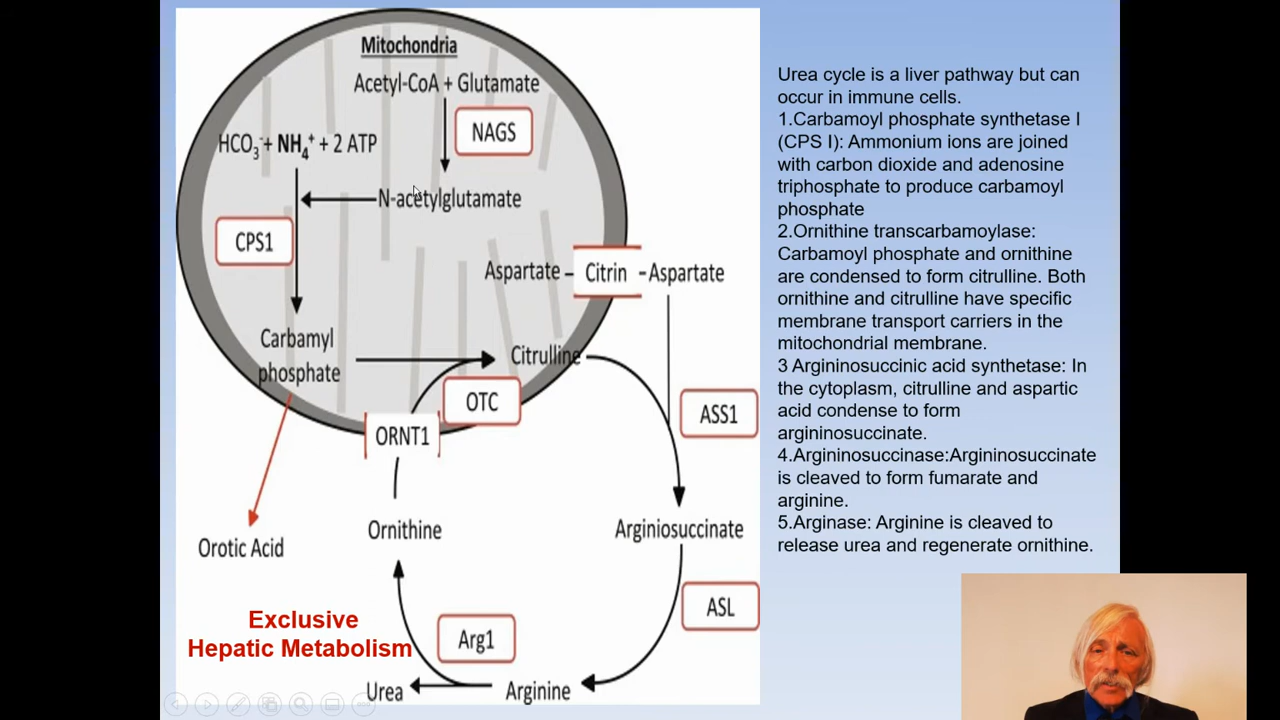 Mitochondria
Acetyl-CoA + Glutamate
NAGS
HCO3- + NH4+ + 2 ATP
N-acetylglutamate
CPS1
Aspartate – Citrin – Aspartate
Carbamyl
phosphate
Citrulline
OTC
ASS1
ORNT1
Ornithine
Arginiosuccinate
Orotic Acid
ASL
Exclusive
Hepatic Metabolism
Arg1
Urea
Arginine
Urea cycle is a liver pathway but can
occur in immune cells.
1.Carbamoyl phosphate synthetase I
(CPS I): Ammonium ions are joined
with carbon dioxide and adenosine
triphosphate to produce carbamoyl
phosphate
2.Ornithine transcarbamoylase:
Carbamoyl phosphate and ornithine
are condensed to form citrulline. Both
ornithine and citrulline have specific
membrane transport carriers in the
mitochondrial membrane.
3 Argininosuccinic acid synthetase: In
the cytoplasm, citrulline and aspartic
acid condense to form
argininosuccinate.
4.Argininosuccinase:Argininosuccinate
is cleaved to form fumarate and
arginine.
5.Arginase: Arginine is cleaved to
release urea and regenerate ornithine.